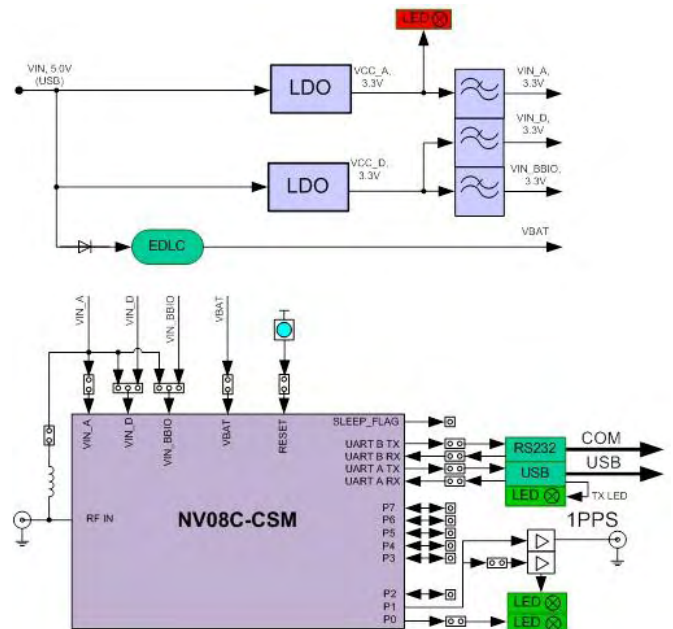 LED
VIN, 5.0V
(USB)
LDO
VCC_A,
3.3V
VIN_A,
3.3V
VIN_D,
3.3V
LDO
VCC_D,
3.3V
VIN_BBIO,
3.3V
EDLC
VBAT
VIN_A
VIN_D
VIN_BBIO
VBAT
VIN_A
VIN_D
VIN_BBIO
VBAT
RESET
SLEEP_FLAG
UART B TX
UART B RX
UART A TX
UART A RX
RS232
COM
USB
USB
LED
TX LED
RF IN
NV08C-CSM
P7
P6
P5
P4
P3
1PPS
P2
P1
P0
LED
LED